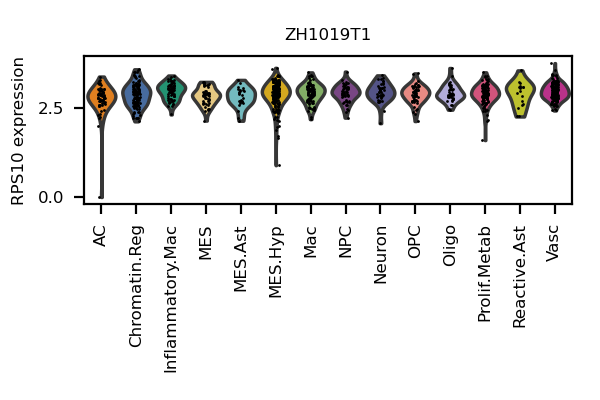 ZH1019T1
RPS10 expression
2.5
0.0
AC
Chromatin.Reg
Inflammatory.Mac
MES
MES.Ast
MES.Hyp
Mac
NPC
Neuron
OPC
Oligo
Prolif.Metab
Reactive.Ast
Vasc